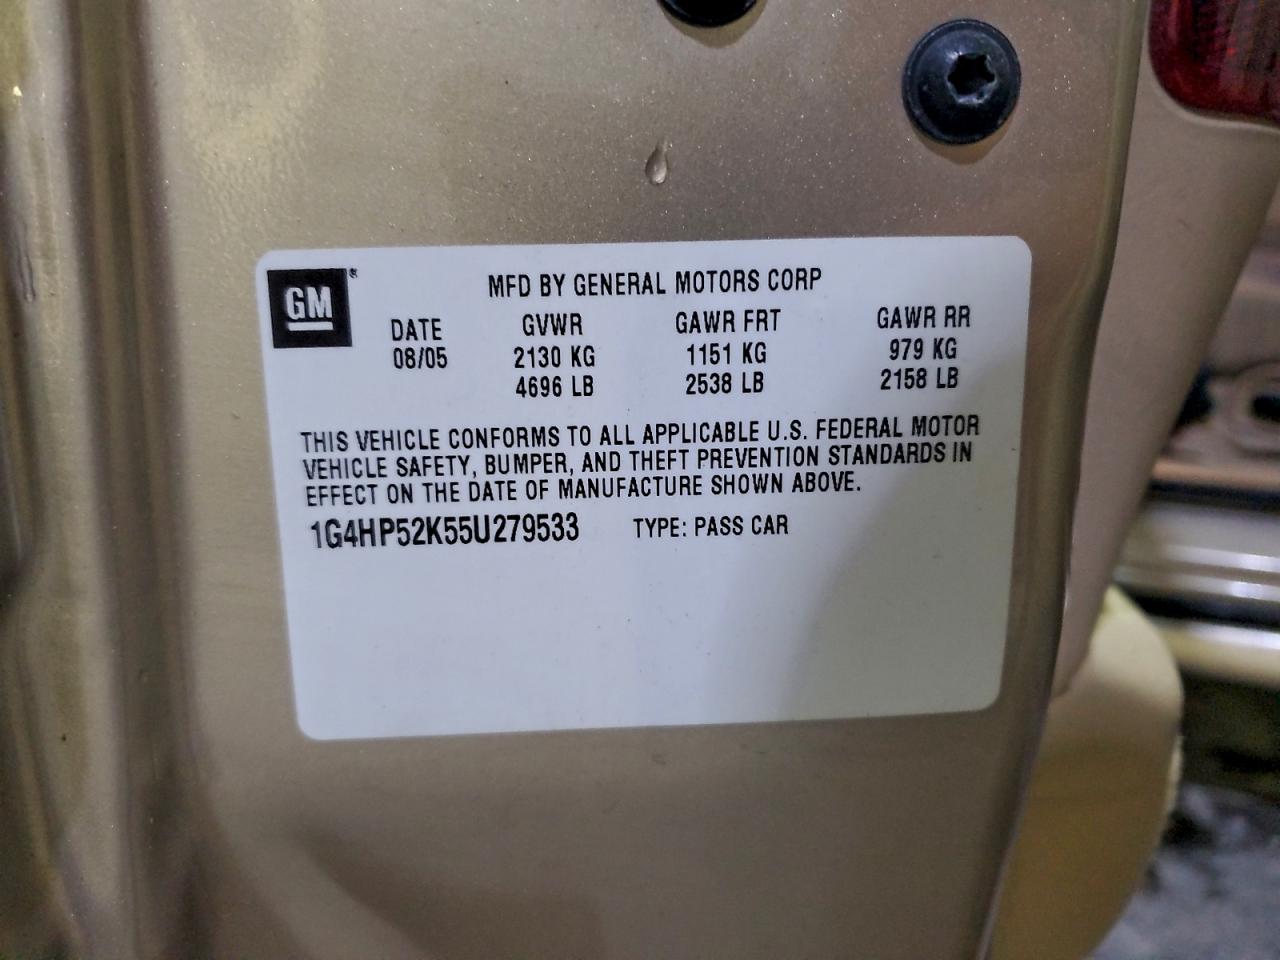 GM®
MFD BY GENERAL MOTORS CORP
DATE GVWR GAWR FRT GAWR RR
08/05 2130 KG 1151 KG 979 KG
4696 LB 2538 LB 2158 LB
THIS VEHICLE CONFORMS TO ALL APPLICABLE U.S. FEDERAL MOTOR
VEHICLE SAFETY, BUMPER, AND THEFT PREVENTION STANDARDS IN
EFFECT ON THE DATE OF MANUFACTURE SHOWN ABOVE.
1G4HP52K55U279533 TYPE: PASS CAR